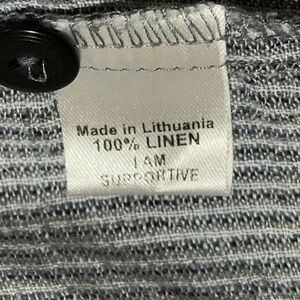 Made in Lithuania
100% LINEN
I AM
SUPPORTIVE